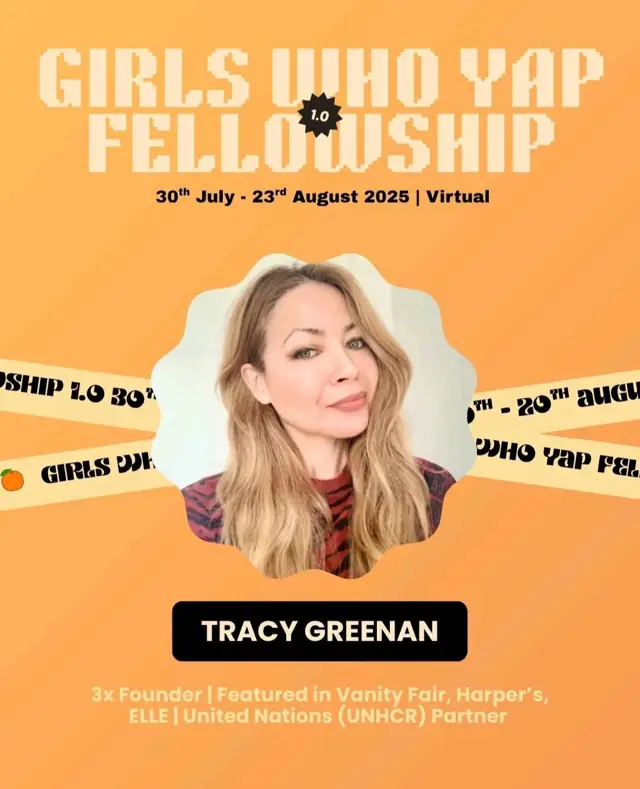 GIRLS WHO YAP
1.0
FELLOWSHIP
30th July - 23rd August 2025 | Virtual
SHIP 1.0 30
TH - 20TH AUGU
GIRLS WH
WHO YAP FEL
TRACY GREENAN
3x Founder | Featured in Vanity Fair, Harper's,
ELLE | United Nations (UNHCR) Partner